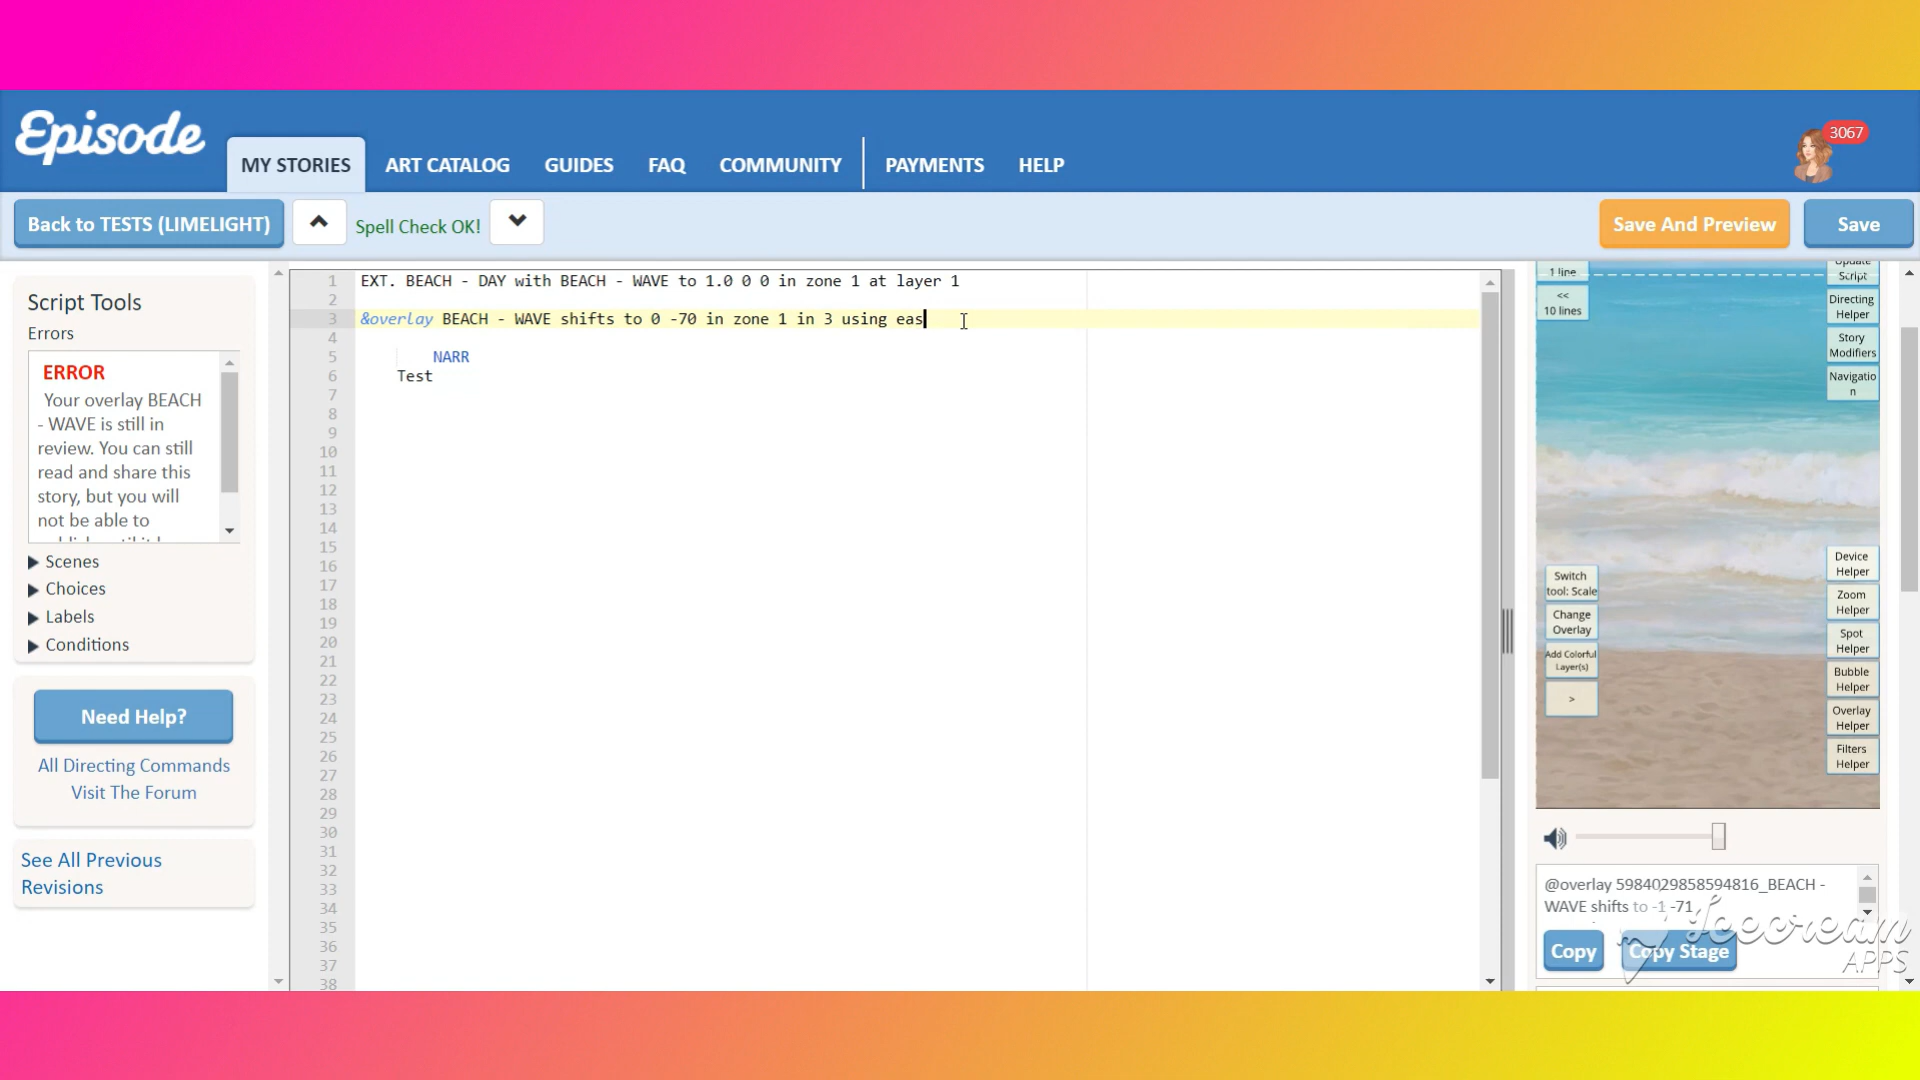 Episode
MY STORIES
ART CATALOG
GUIDES
FAQ
COMMUNITY
PAYMENTS
HELP
3067
Back to TESTS (LIMELIGHT)
Spell Check OK!
Save And Preview
Save
Script Tools
Errors
ERROR
Your overlay BEACH
- WAVE is still in
review. You can still
read and share this
story, but you will
not be able to
Scenes
Choices
Labels
Conditions
Need Help?
All Directing Commands
Visit The Forum
See All Previous
Revisions
1 EXT. BEACH - DAY with BEACH - WAVE to 1.0 0 0 in zone 1 at layer 1
2
3 &overlay BEACH - WAVE shifts to 0 -70 in zone 1 in 3 using eas
4
5 NARR
6 Test
7
8
9
10
11
12
13
14
15
16
17
18
19
20
21
22
23
24
25
26
27
28
29
30
31
32
33
34
35
36
37
38
1 line
<<
10 lines
Update
Script
Directing
Helper
Story
Modifiers
Navigatio
n
Switch
tool: Scale
Change
Overlay
Add Colorful
Layer(s)
>
Device
Helper
Zoom
Helper
Spot
Helper
Bubble
Helper
Overlay
Helper
Filters
Helper
@overlay 5984029858594816_BEACH -
WAVE shifts to -1 -71
Copy
Copy Stage
Icecream
APPS